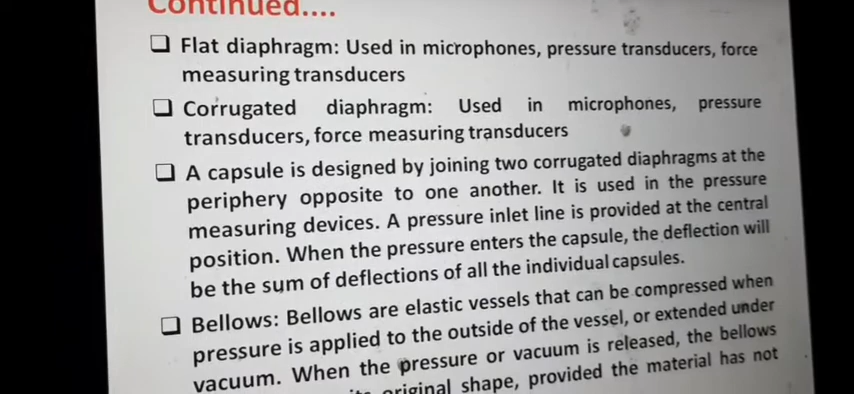 Continued....
❑ Flat diaphragm: Used in microphones, pressure transducers, force
measuring transducers
❑ Corrugated diaphragm: Used in microphones, pressure
transducers, force measuring transducers
❑ A capsule is designed by joining two corrugated diaphragms at the
periphery opposite to one another. It is used in the pressure
measuring devices. A pressure inlet line is provided at the central
position. When the pressure enters the capsule, the deflection will
be the sum of deflections of all the individual capsules.
❑ Bellows: Bellows are elastic vessels that can be compressed when
pressure is applied to the outside of the vessel, or extended under
vacuum. When the pressure or vacuum is released, the bellows
original shape, provided the material has not